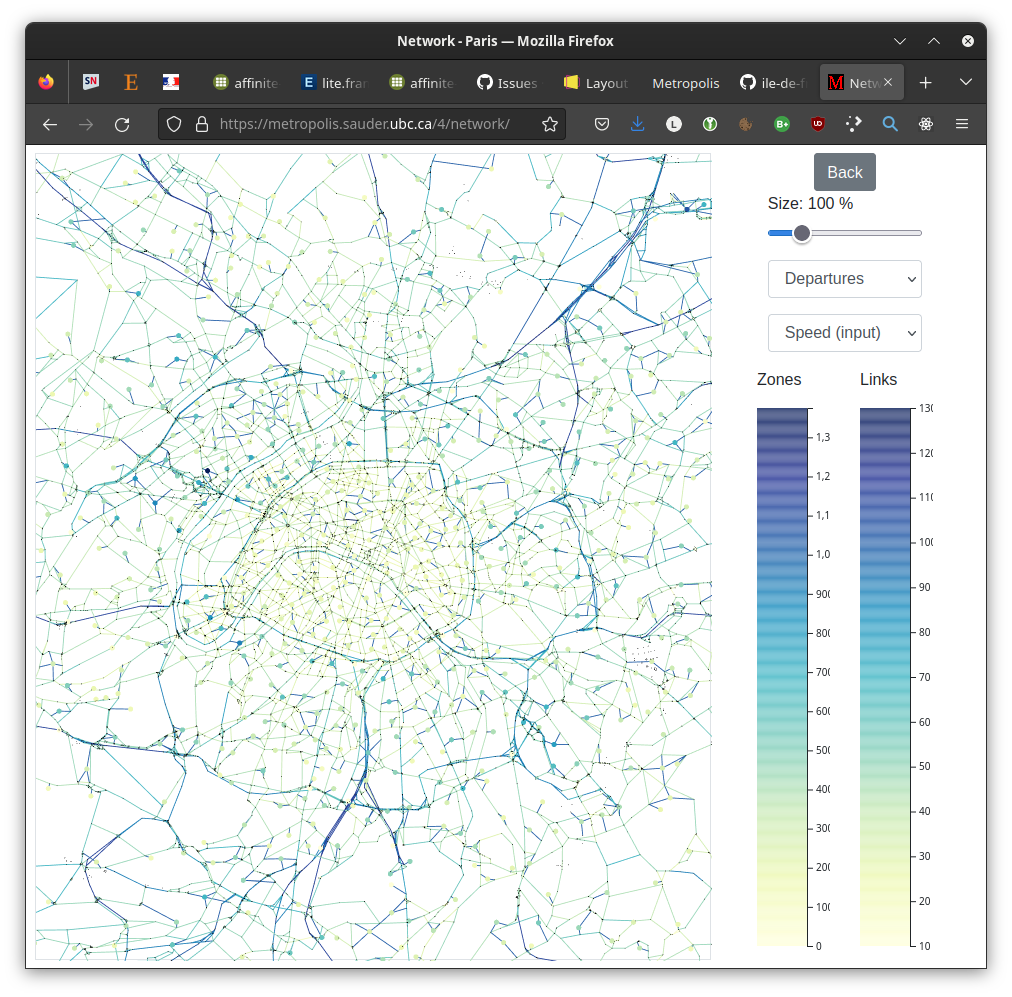 Network - Paris — Mozilla Firefox
SN
E
affinite
E lite.fran
affinite
Issues
Layout
Metropolis
ile-de-f
M Netw
https://metropolis.sauder.ubc.ca/4/network/
L
B+
UD
Back
Size: 100 %
Departures
Speed (input)
Zones Links
130
1,3
120
1,2
110
1,1
100
1,0
90
900
80
800
70
700
60
600
50
500
40
400
30
300
200
20
100
0
10